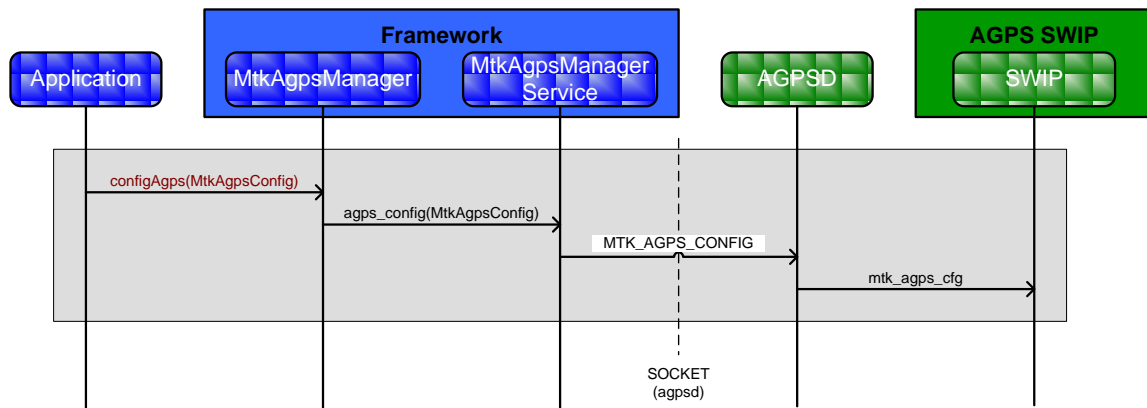 Framework
AGPS SWIP
Application
MtkAgpsManager
MtkAgpsManager
Service
AGPSD
SWIP
configAgps(MtkAgpsConfig)
agps_config(MtkAgpsConfig)
MTK_AGPS_CONFIG
mtk_agps_cfg
SOCKET
(agpsd)